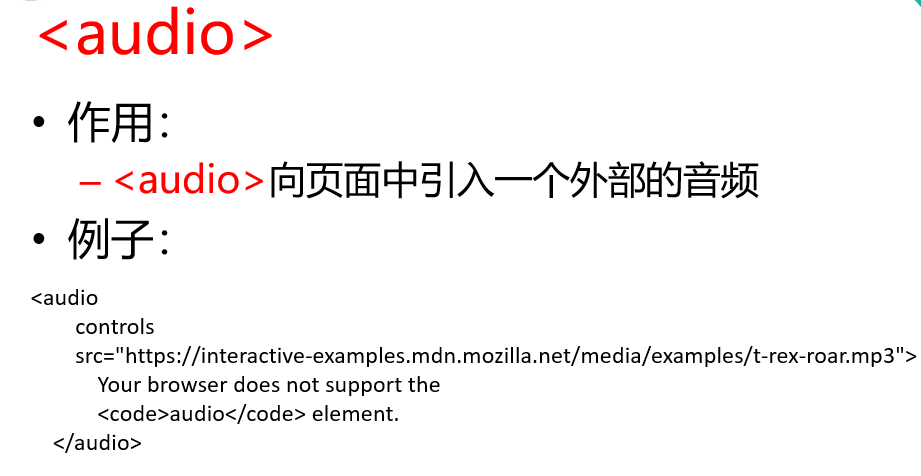 <audio>
• 作用：
– <audio>向页面中引入一个外部的音频
• 例子：
<audio
controls
src="https://interactive-examples.mdn.mozilla.net/media/examples/t-rex-roar.mp3">
Your browser does not support the
<code>audio</code> element.
</audio>